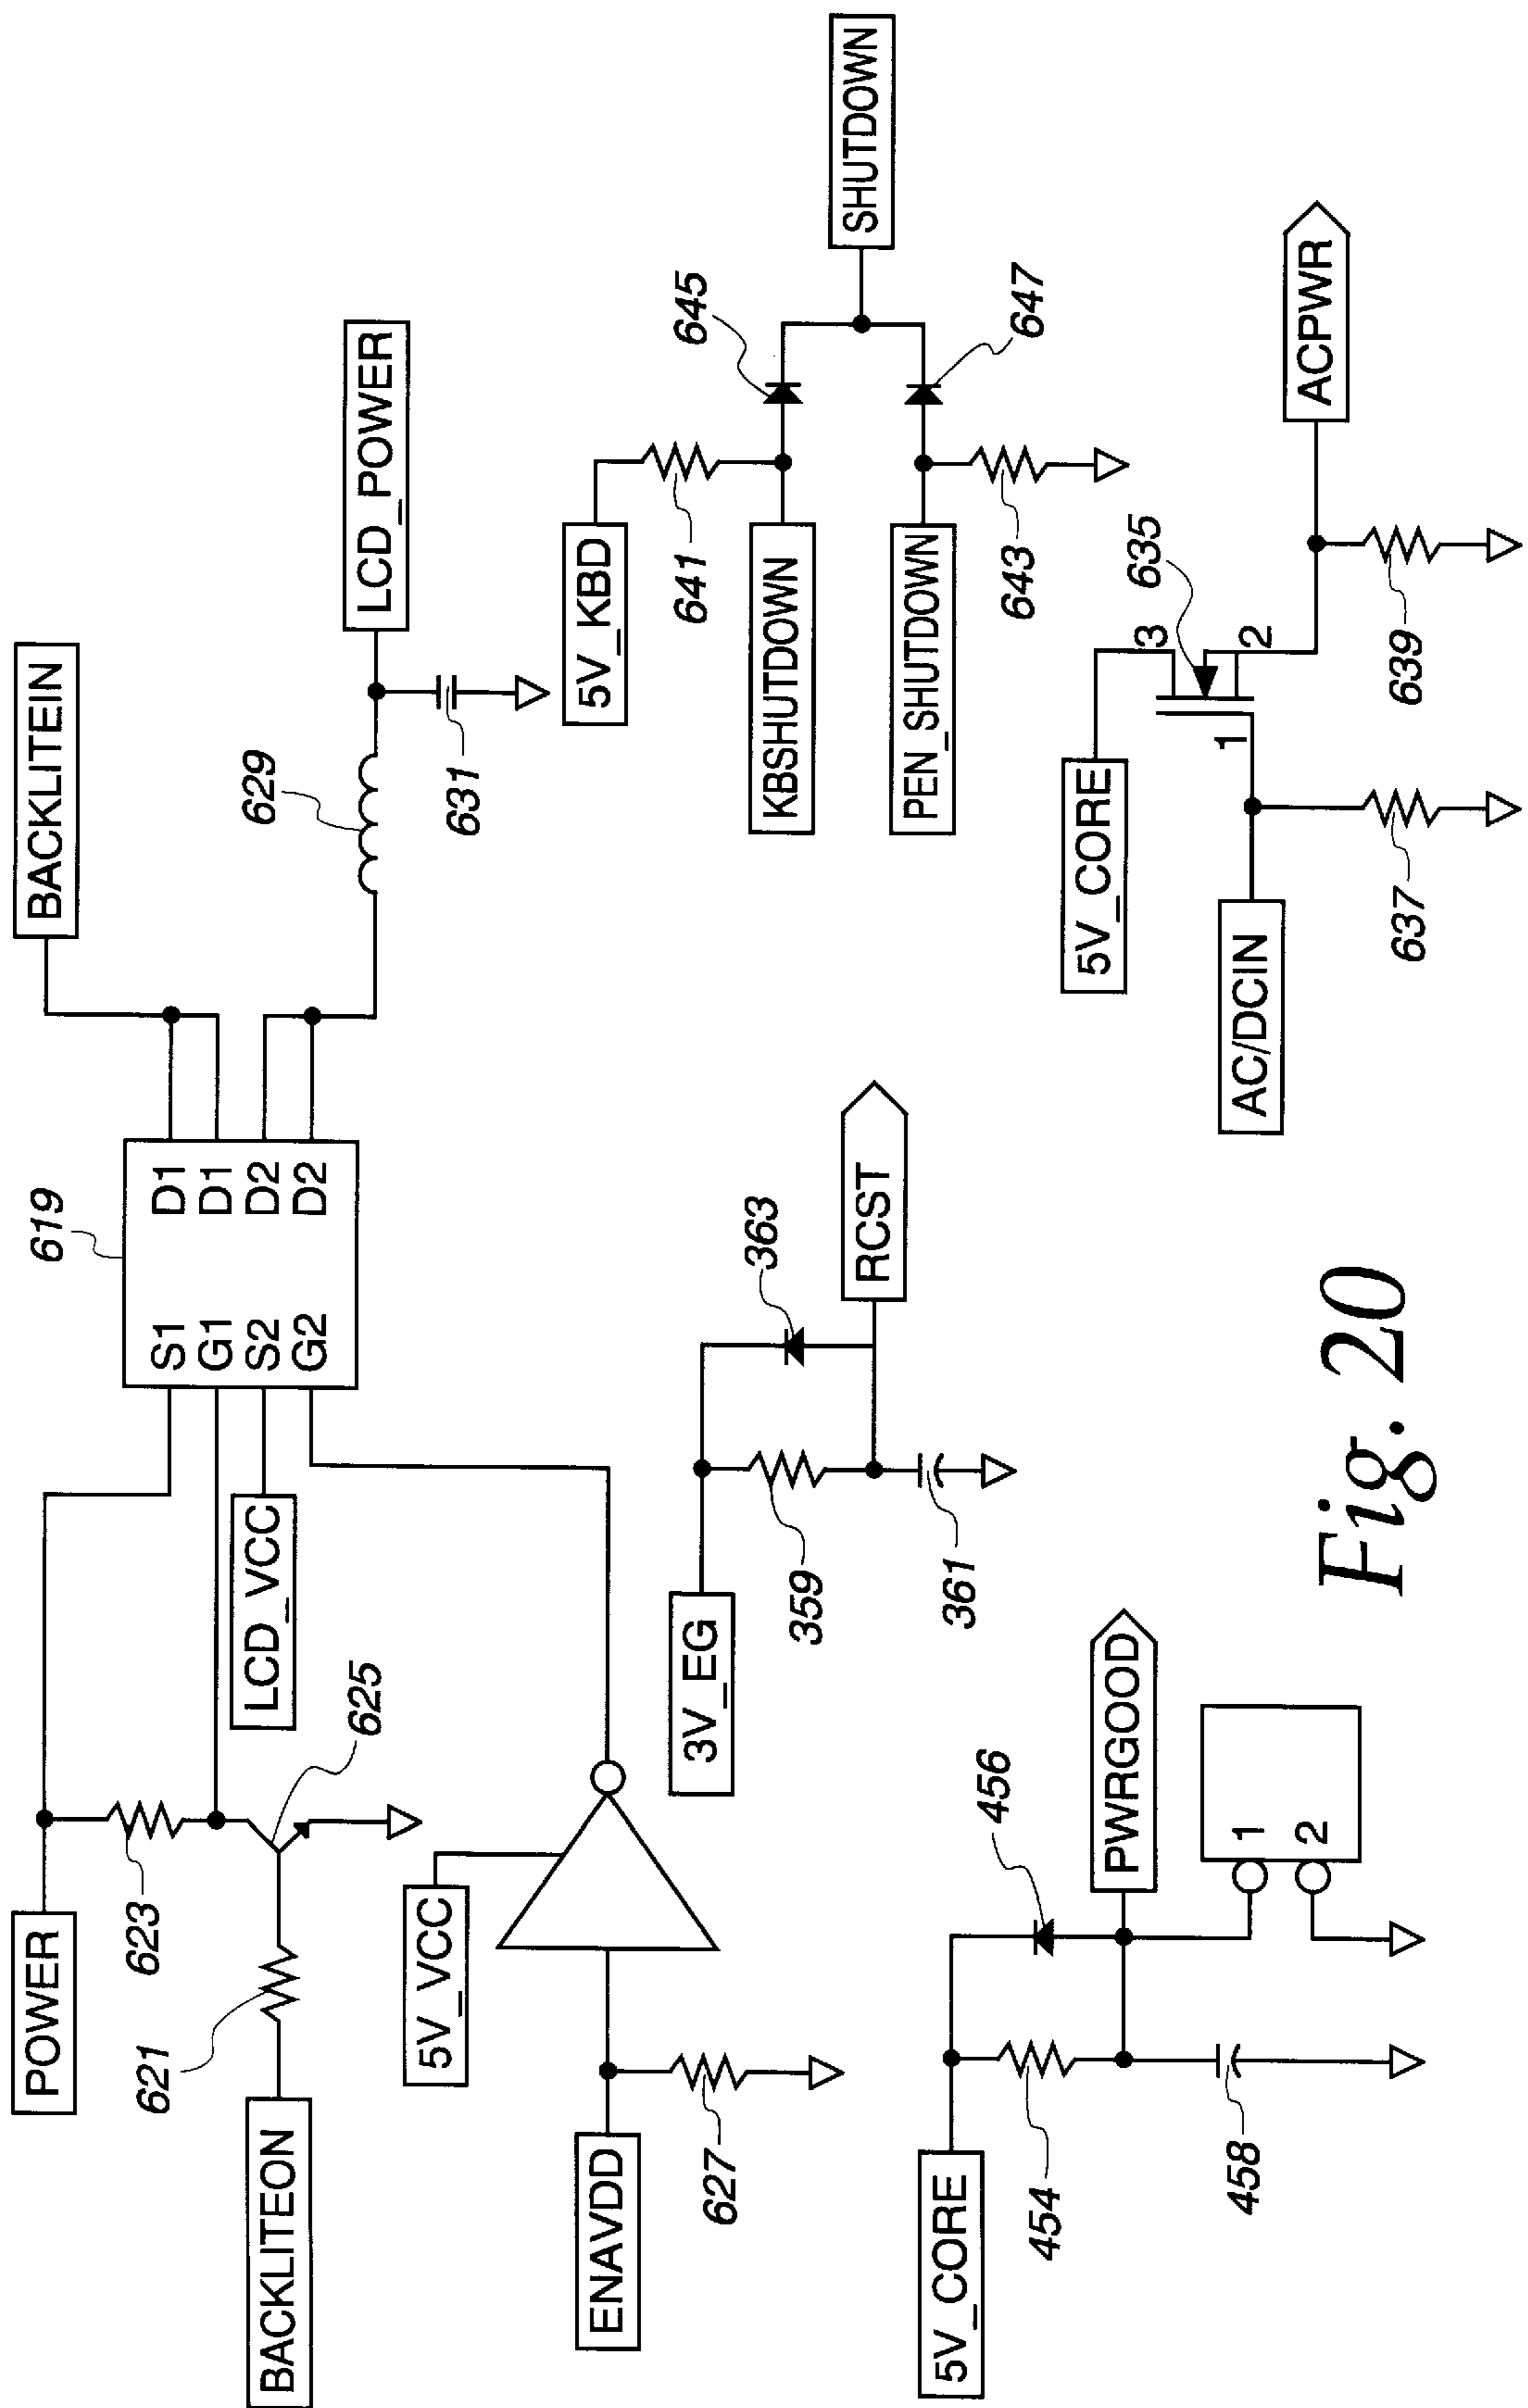 POWER
623
621
BACKLITEON
625
LCD_VCC
619
S1
G1
S2
G2
D1
D1
D2
D2
BACKLITEIN
629
LCD_POWER
631
5V_VCC
ENAVDD
627
3V_EG
359
361
363
RCST
5V_KBD
641
645
KBSHUTDOWN
PEN_SHUTDOWN
643
647
SHUTDOWN
5V_CORE
454
458
456
PWRGOOD
1
2
5V_CORE
AC/DCIN
637
1
3
2
635
639
ACPWR
Fig. 20